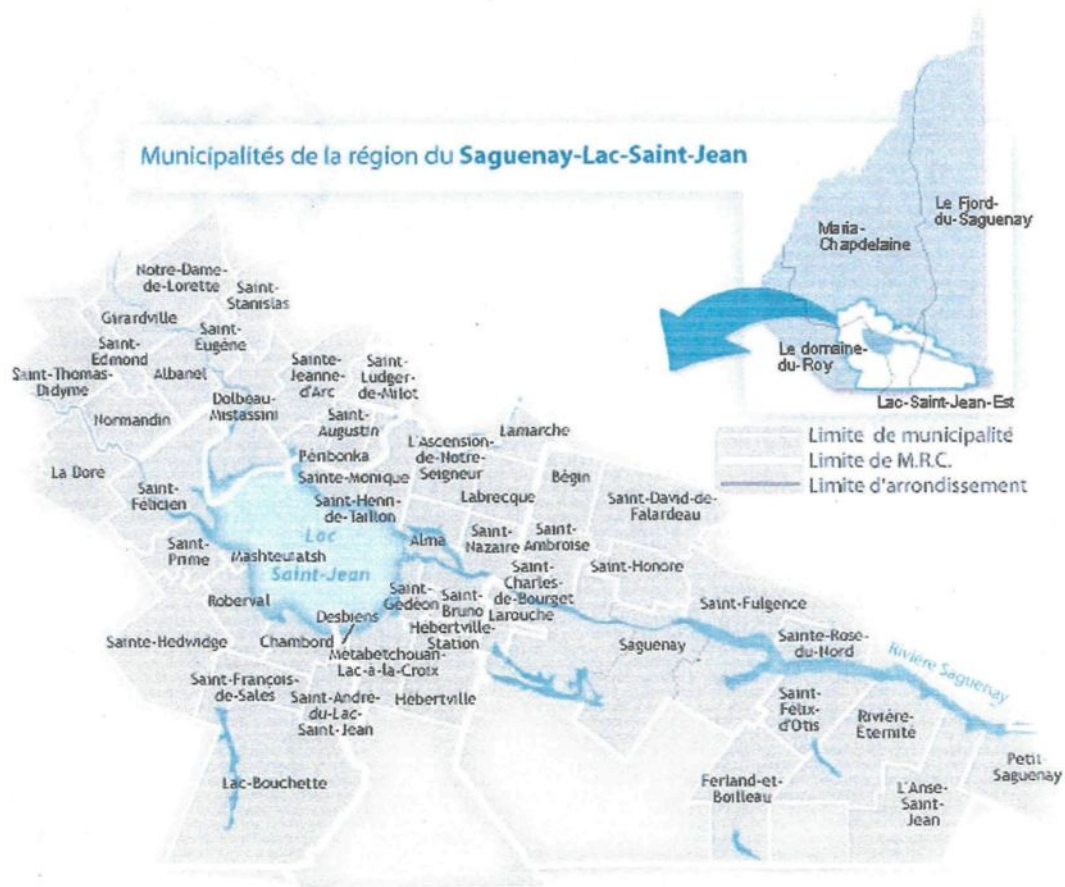 Municipalités de la région du Saguenay-Lac-Saint-Jean
Le Fjord-
du-Saguenay
Maria-
Chapdelaine
Le domaine-
du-Roy
Lac-Saint-Jean-Est
Limite de municipalité
Limite de M.R.C.
Limite d'arrondissement
Notre-Dame-
de-Lorette
Saint-
Stanislas
Girardville
Saint-
Eugène
Saint-
Edmond
Saint-Thomas-
Didyme
Albanel
Sainte-
Jeanne-
d'Arc
Saint-
Ludger-
de-Milot
Dolbeau-
Mistassini
Normandin
Saint-
Augustin
L'Ascension-
de-Notre-
Seigneur
Lamarche
Péribonka
La Dore
Sainte-Monique
Bégin
Saint-
Félicien
Saint-Henri-
de-Taillon
Labrecque
Saint-David-de-
Falardeau
Lac
Saint-Jean
Alma
Saint-
Nazaire
Saint-
Ambroise
Saint-
Prime
Mashteuiatsh
Saint-Honore
Saint-
Charles-
de-Bourget
Roberval
Saint-
Gédéon
Saint-
Bruno
Larouche
Saint-Fulgence
Desbiens
Hébertville-
Station
Sainte-Hedwidge
Chambord
Saguenay
Sainte-Rose-
du-Nord
Rivière Saguenay
Métabetchouan-
Lac-à-la-Croix
Saint-François-
de-Sales
Saint-André-
du-Lac-
Saint-Jean
Hébertville
Saint-
Félix-
d'Otis
Rivière-
Éternité
Petit-
Saguenay
Lac-Bouchette
Ferland-et-
Boilleau
L'Anse-
Saint-
Jean